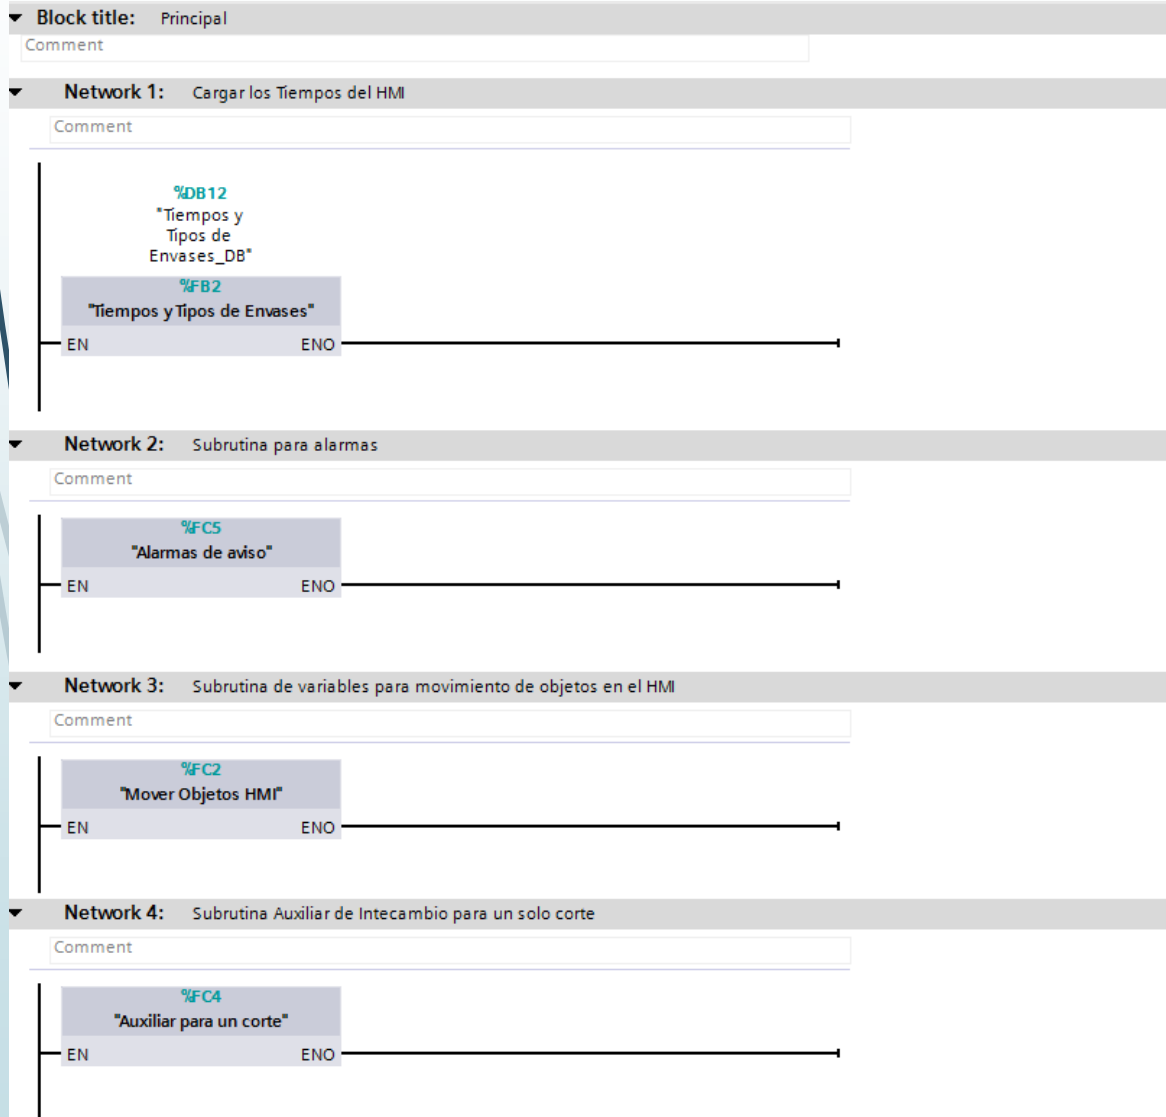 Block title: Principal
Comment
Network 1: Cargar los Tiempos del HMI
Comment
%DB12
"Tiempos y
Tipos de
Envases_DB"
%FB2
"Tiempos y Tipos de Envases"
EN ENO
Network 2: Subrutina para alarmas
Comment
%FC5
"Alarmas de aviso"
EN ENO
Network 3: Subrutina de variables para movimiento de objetos en el HMI
Comment
%FC2
"Mover Objetos HMI"
EN ENO
Network 4: Subrutina Auxiliar de Intecambio para un solo corte
Comment
%FC4
"Auxiliar para un corte"
EN ENO